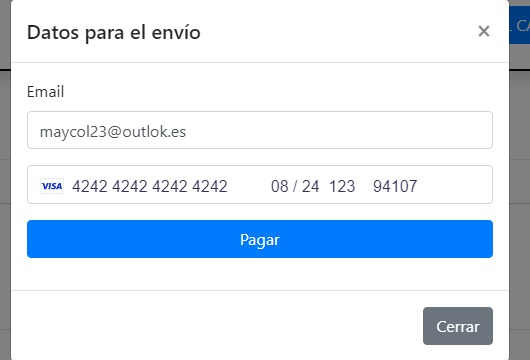 Datos para el envío ×
Email
maycol23@outlok.es
VISA 4242 4242 4242 4242 08 / 24 123 94107
Pagar
Cerrar